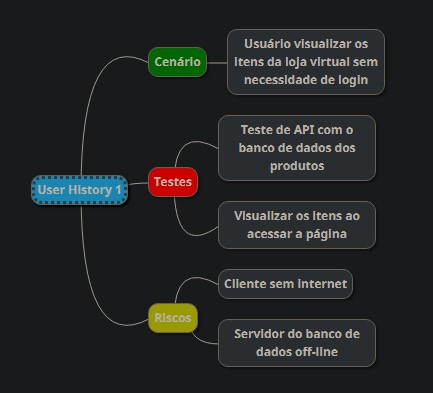 User History 1
Cenário
Usuário visualizar os
itens da loja virtual sem
necessidade de login
Testes
Teste de API com o
banco de dados dos
produtos
Visualizar os itens ao
acessar a página
Riscos
Cliente sem internet
Servidor do banco de
dados off-line